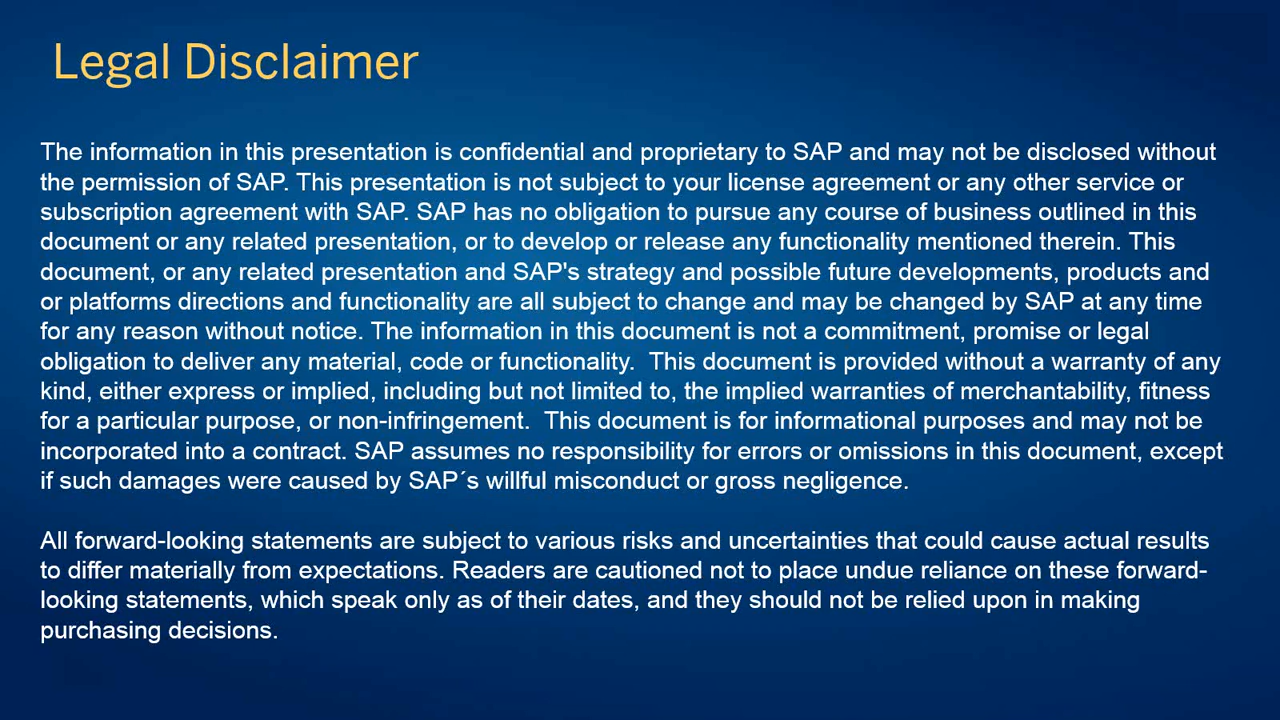 Legal Disclaimer
The information in this presentation is confidential and proprietary to SAP and may not be disclosed without
the permission of SAP. This presentation is not subject to your license agreement or any other service or
subscription agreement with SAP. SAP has no obligation to pursue any course of business outlined in this
document or any related presentation, or to develop or release any functionality mentioned therein. This
document, or any related presentation and SAP's strategy and possible future developments, products and
or platforms directions and functionality are all subject to change and may be changed by SAP at any time
for any reason without notice. The information in this document is not a commitment, promise or legal
obligation to deliver any material, code or functionality.  This document is provided without a warranty of any
kind, either express or implied, including but not limited to, the implied warranties of merchantability, fitness
for a particular purpose, or non-infringement.  This document is for informational purposes and may not be
incorporated into a contract. SAP assumes no responsibility for errors or omissions in this document, except
if such damages were caused by SAP´s willful misconduct or gross negligence.
All forward-looking statements are subject to various risks and uncertainties that could cause actual results
to differ materially from expectations. Readers are cautioned not to place undue reliance on these forward-
looking statements, which speak only as of their dates, and they should not be relied upon in making
purchasing decisions.